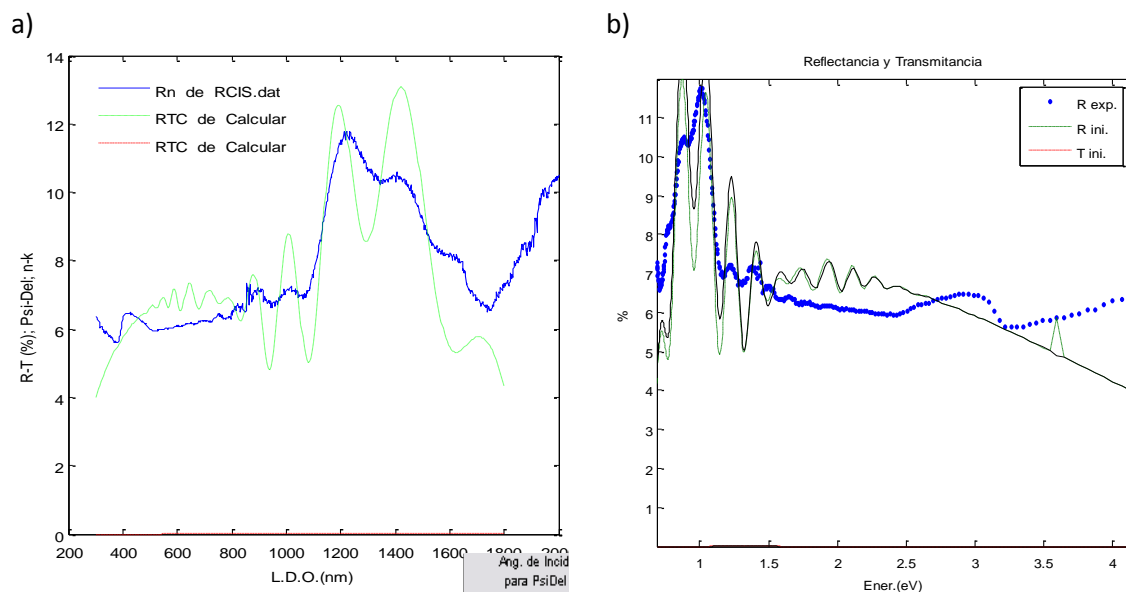 a)
14
12
10
8
6
4
2
0
R-T (%); Psi-Del; n-k
Rn de RCIS.dat
RTC de Calcular
RTC de Calcular
200 400 600 800 1000 1200 1400 1600 1800 200
L.D.O.(nm)
Ang. de Incid
para PsiDel
b)
Reflectancia y Transmitancia
11
10
9
8
7
6
5
4
3
2
1
%
R exp.
R ini.
T ini.
1 1.5 2 2.5 3 3.5 4
Ener.(eV)